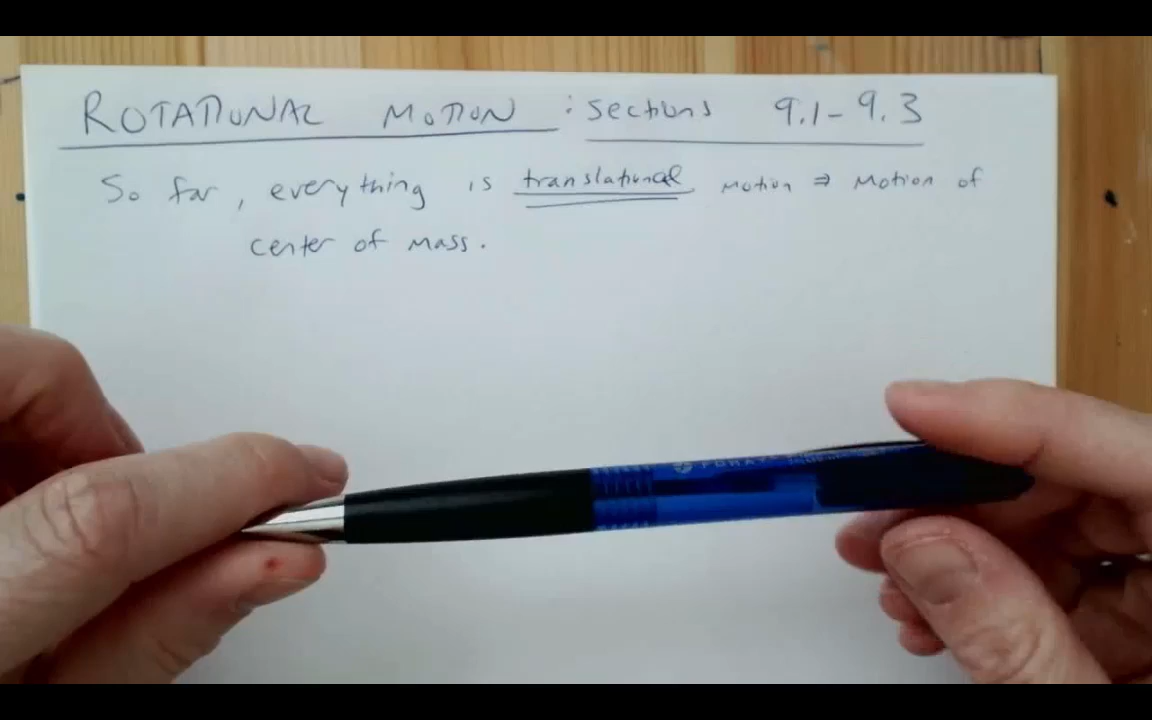 ROTATIONAL MOTION : sections 9.1 - 9.3
So far, everything is translational motion ⇒ motion of
center of mass.